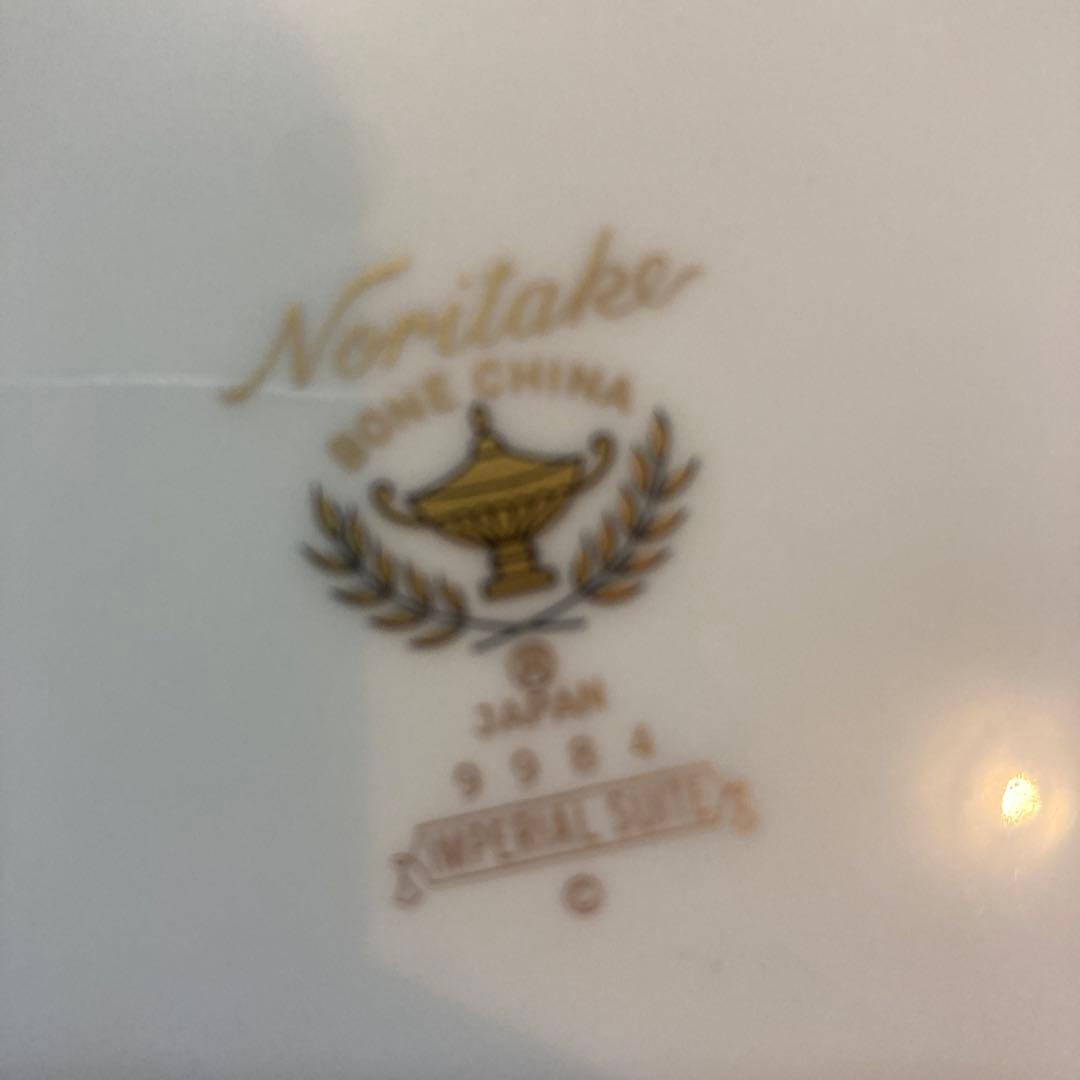 Noritake
BONE CHINA
®
JAPAN
9984
IMPERIAL SUITE
©